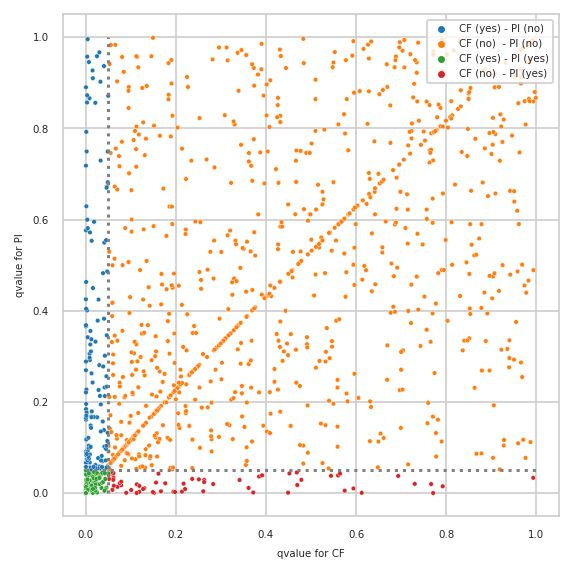 CF (yes) - PI (no)
CF (no) - PI (no)
CF (yes) - PI (yes)
CF (no) - PI (yes)
1.0
0.8
0.6
0.4
0.2
0.0
qvalue for PI
0.0 0.2 0.4 0.6 0.8 1.0
qvalue for CF